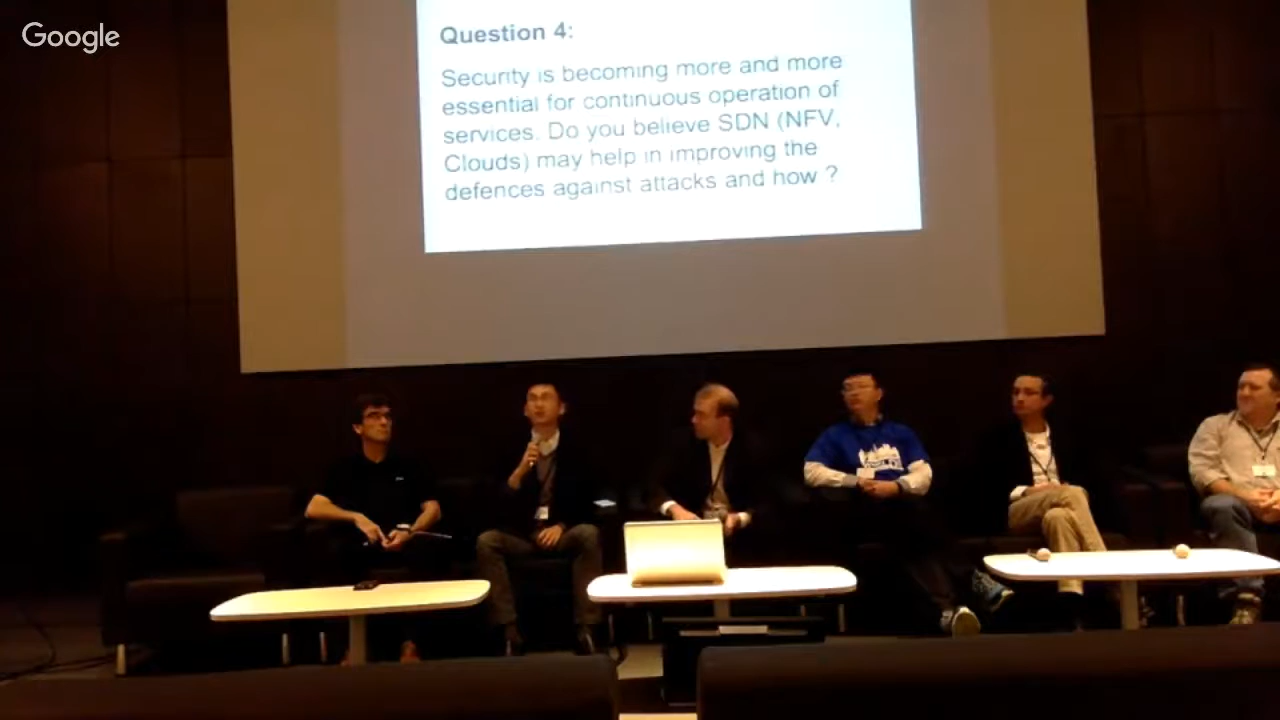 Google
Question 4:
Security is becoming more and more
essential for continuous operation of
services. Do you believe SDN (NFV,
Clouds) may help in improving the
defences against attacks and how ?